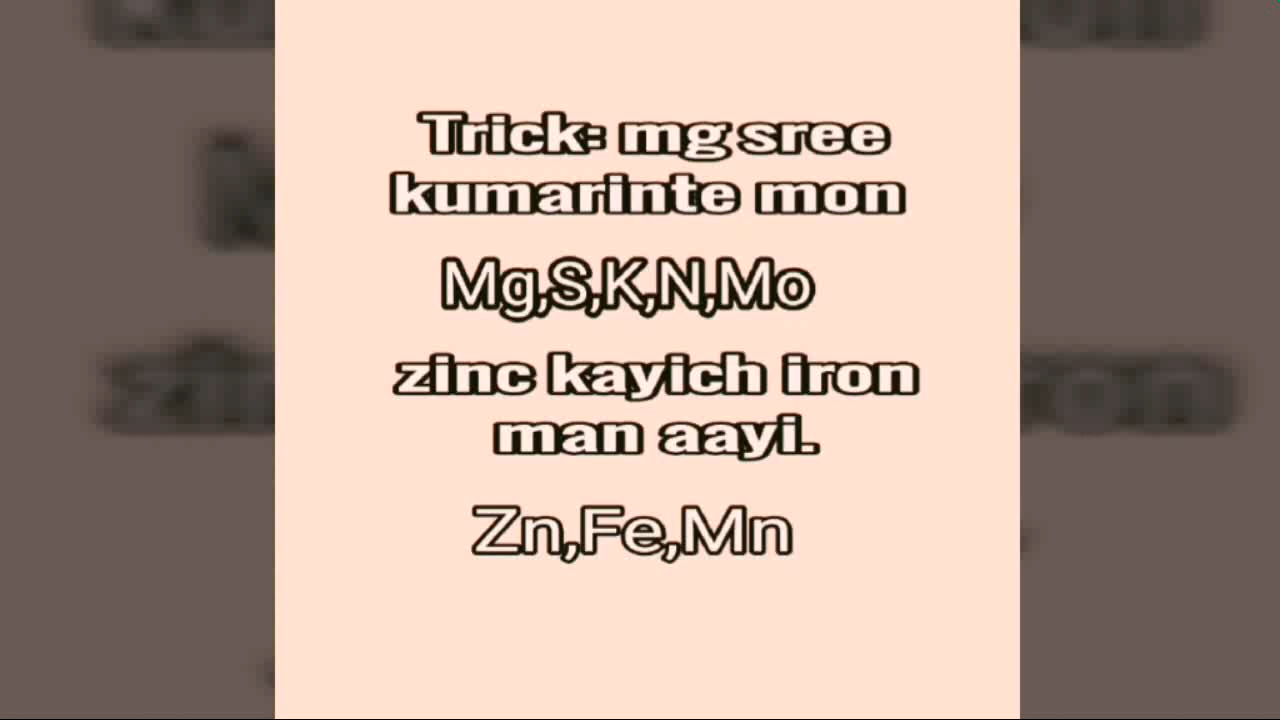 Trick: mg sree
kumarinte mon
Mg,S,K,N,Mo
zinc kayich iron
man aayi.
Zn,Fe,Mn